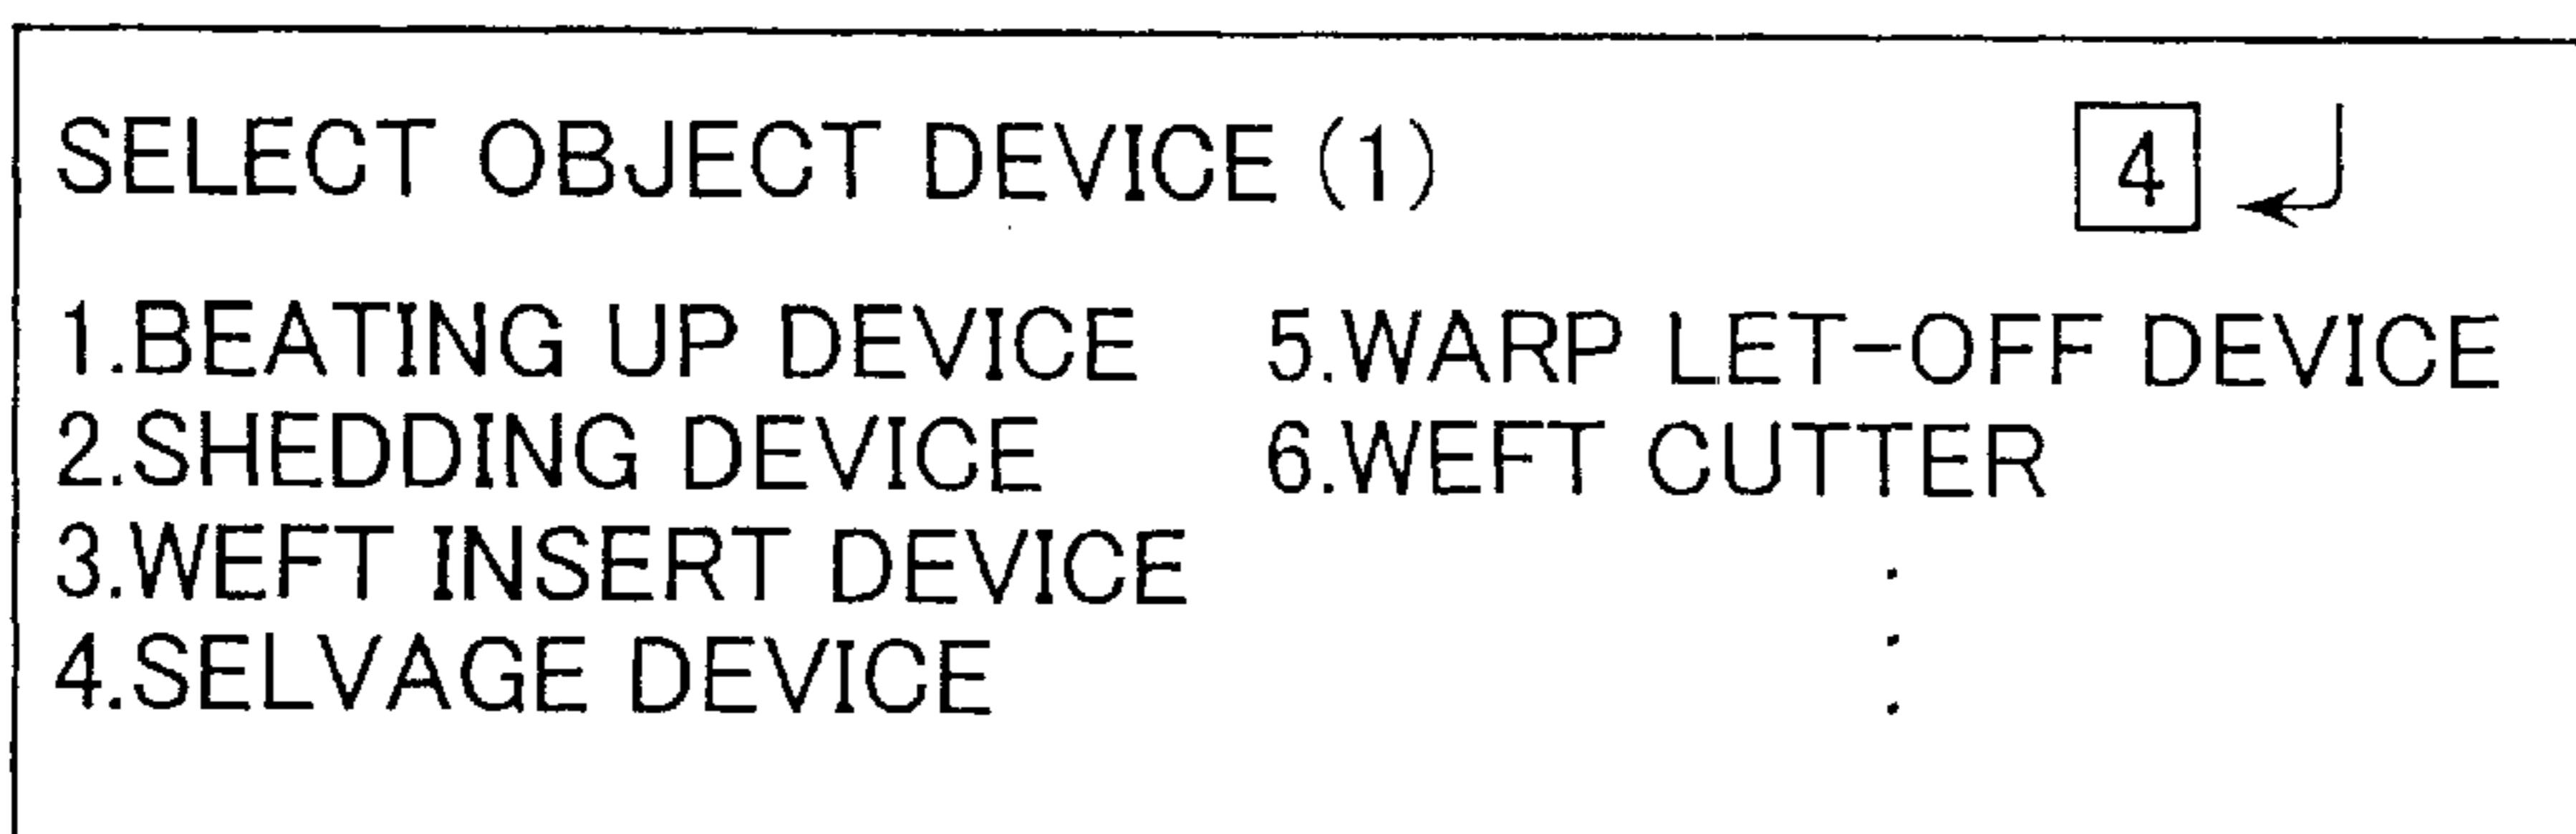 SELECT OBJECT DEVICE (1) 4
1.BEATING UP DEVICE 5.WARP LET-OFF DEVICE
2.SHEDDING DEVICE 6.WEFT CUTTER
3.WEFT INSERT DEVICE
4.SELVAGE DEVICE